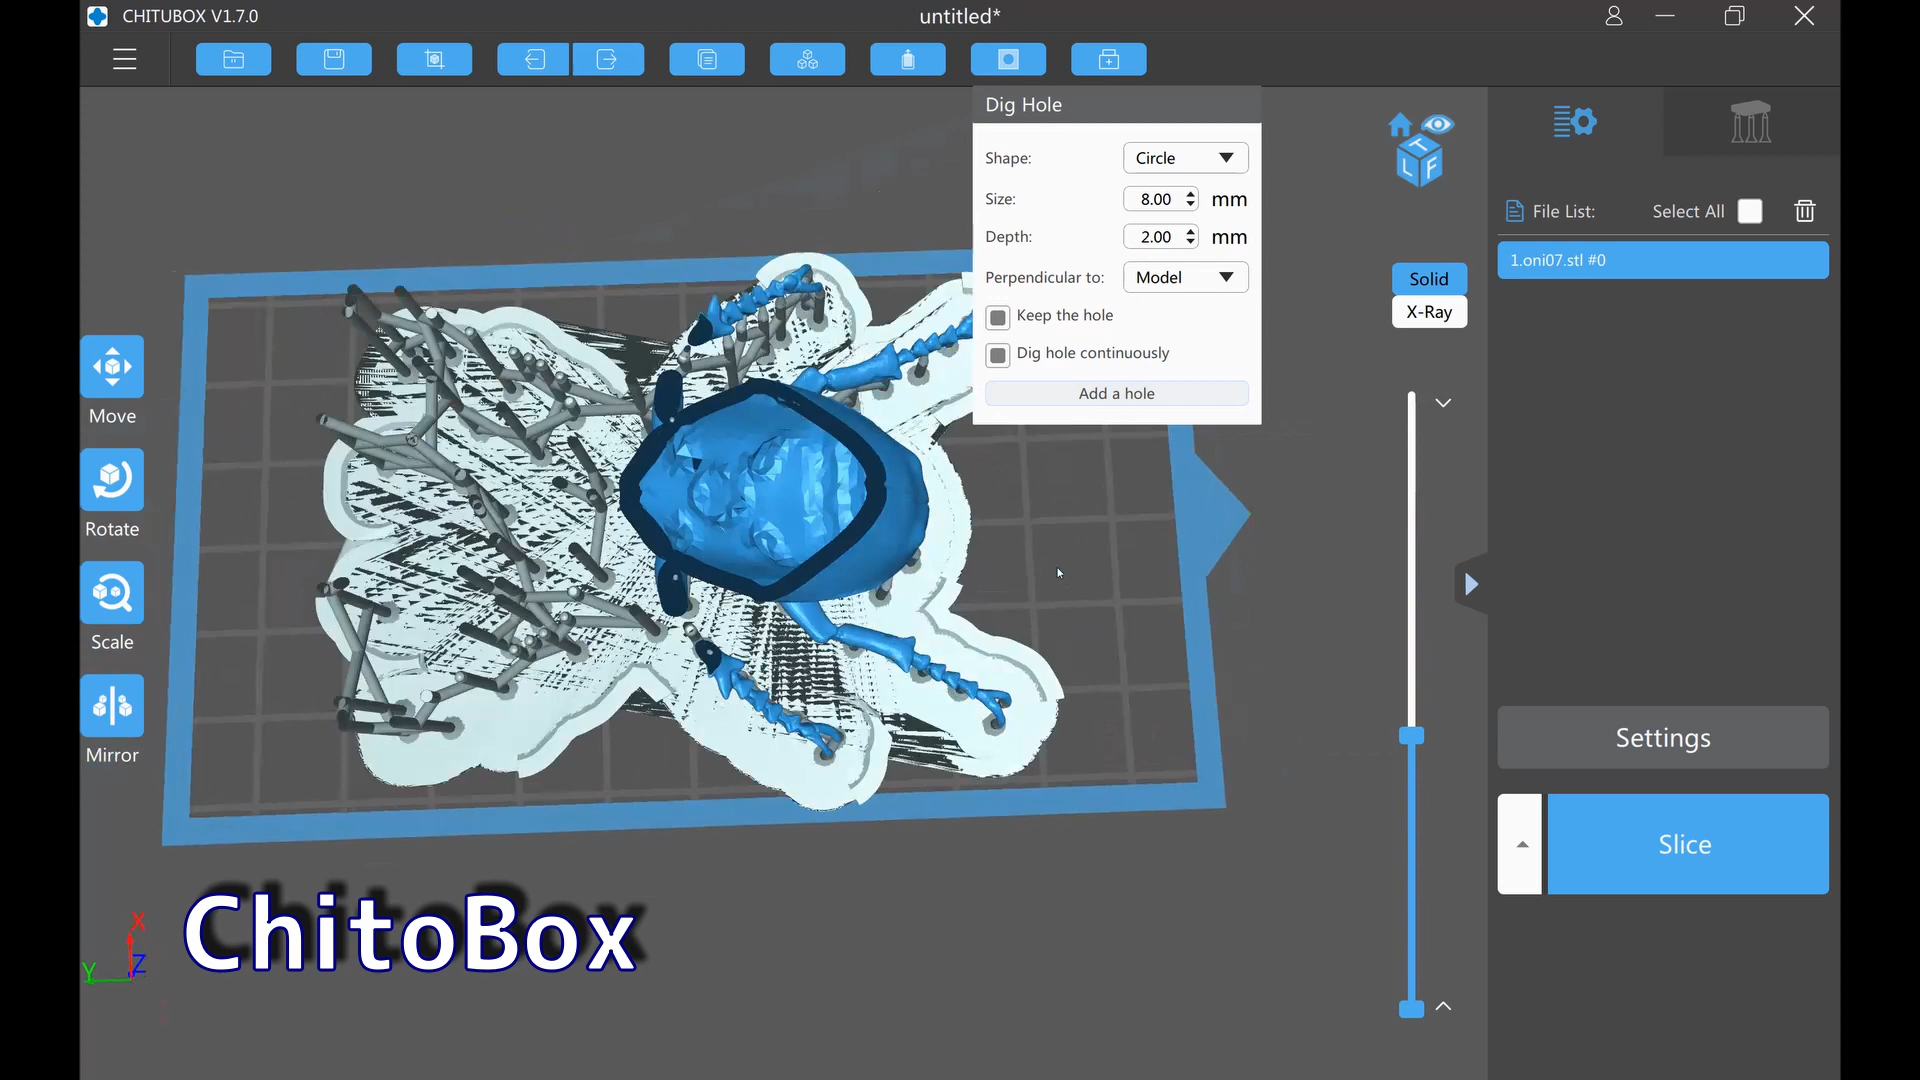 CHITUBOX V1.7.0
untitled*
Dig Hole
Shape:
Circle
Size:
8.00
mm
Depth:
2.00
mm
Perpendicular to:
Model
Keep the hole
Dig hole continuously
Add a hole
T
L
F
Solid
X-Ray
File List:
Select All
1.oni07.stl #0
Move
Rotate
Scale
Mirror
Settings
Slice
X
Y
Z
ChitoBox